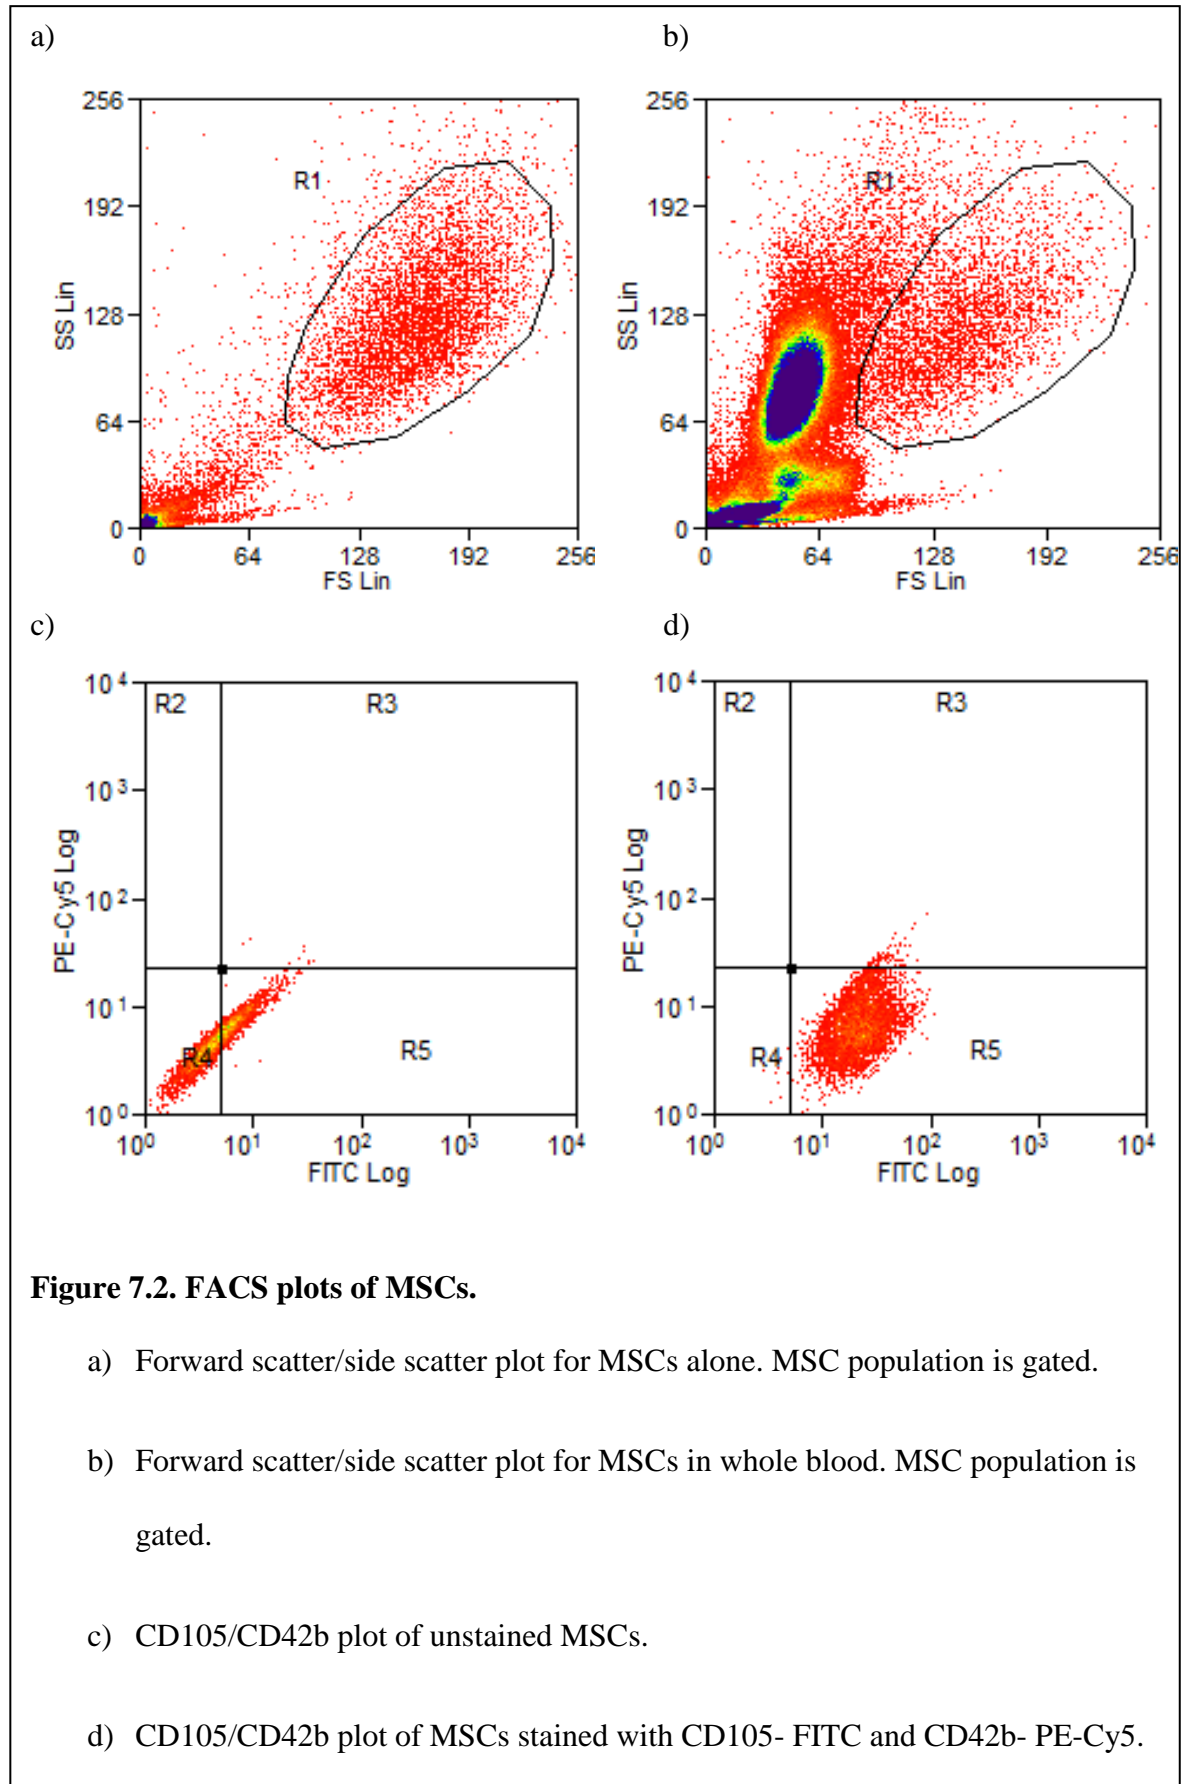 a)
b)
256
192
128
64
0
SS Lin
R1
0 64 128 192 256
FS Lin
256
192
128
64
0
SS Lin
R1
0 64 128 192 256
FS Lin
c)
d)
10⁴
10³
10²
10¹
10⁰
PE-Cy5 Log
R2 R3
R4 R5
10⁰ 10¹ 10² 10³ 10⁴
FITC Log
10⁴
10³
10²
10¹
10⁰
PE-Cy5 Log
R2 R3
R4 R5
10⁰ 10¹ 10² 10³ 10⁴
FITC Log
Figure 7.2. FACS plots of MSCs.
a) Forward scatter/side scatter plot for MSCs alone. MSC population is gated.
b) Forward scatter/side scatter plot for MSCs in whole blood. MSC population is
gated.
c) CD105/CD42b plot of unstained MSCs.
d) CD105/CD42b plot of MSCs stained with CD105- FITC and CD42b- PE-Cy5.